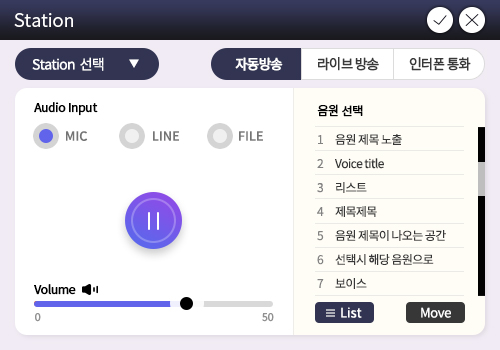 Station
Station 선택
자동방송
라이브 방송
인터폰 통화
Audio Input
MIC
LINE
FILE
Volume
0
50
음원 선택
1 음원 제목 노출
2 Voice title
3 리스트
4 제목제목
5 음원 제목이 나오는 공간
6 선택시 해당 음원으로
7 보이스
List
Move